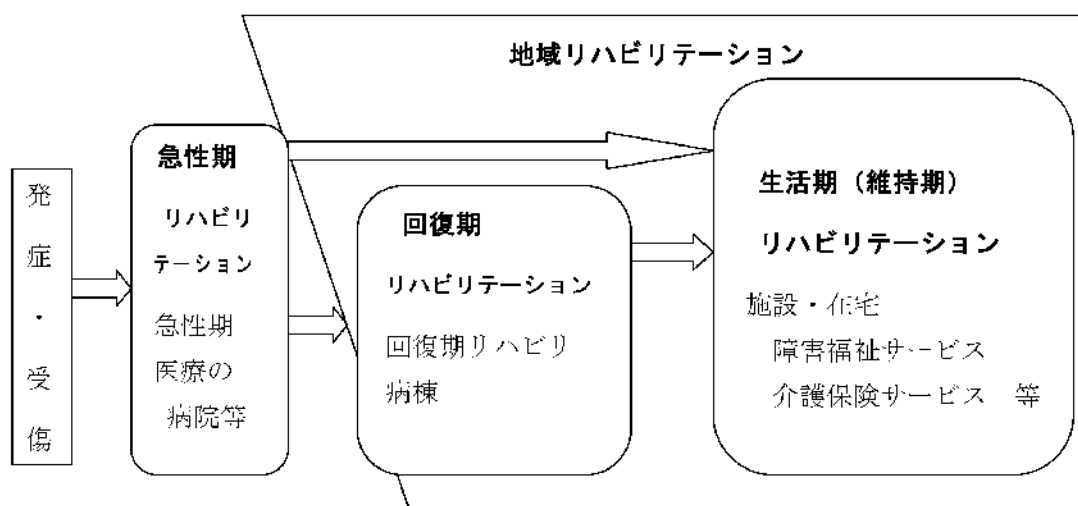 地域リハビリテーション
発
症
・
受
傷
急性期
リハビリ
テーション
急性期
医療の
病院等
回復期
リハビリテーション
回復期リハビリ
病棟
生活期（維持期）
リハビリテーション
施設・在宅
障害福祉サービス
介護保険サービス　等